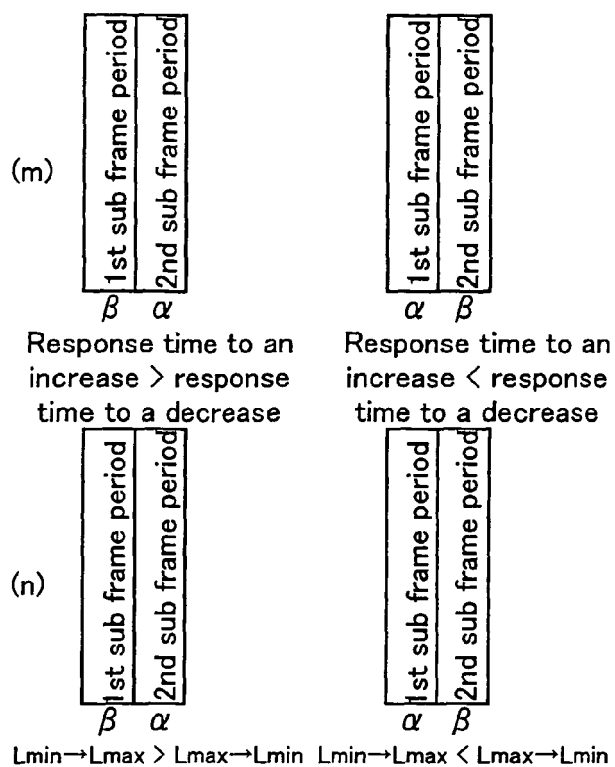 (m)
1st sub frame period
2nd sub frame period
β α
1st sub frame period
2nd sub frame period
α β
Response time to an
increase > response
time to a decrease
Response time to an
increase < response
time to a decrease
(n)
1st sub frame period
2nd sub frame period
β α
1st sub frame period
2nd sub frame period
α β
Lmin→Lmax > Lmax→Lmin
Lmin→Lmax < Lmax→Lmin